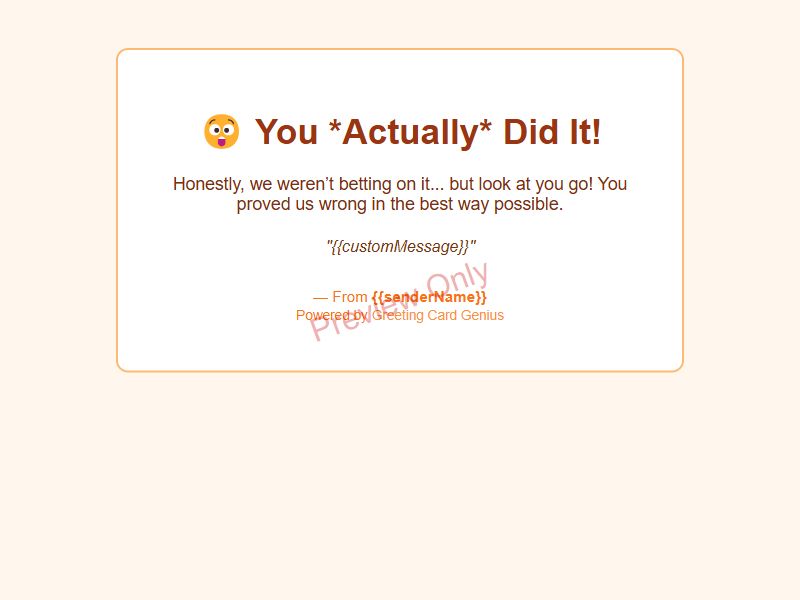 😲 You *Actually* Did It!
Honestly, we weren’t betting on it... but look at you go! You
proved us wrong in the best way possible.
"{{customMessage}}"
— From {{senderName}}
Powered by Greeting Card Genius
Preview Only